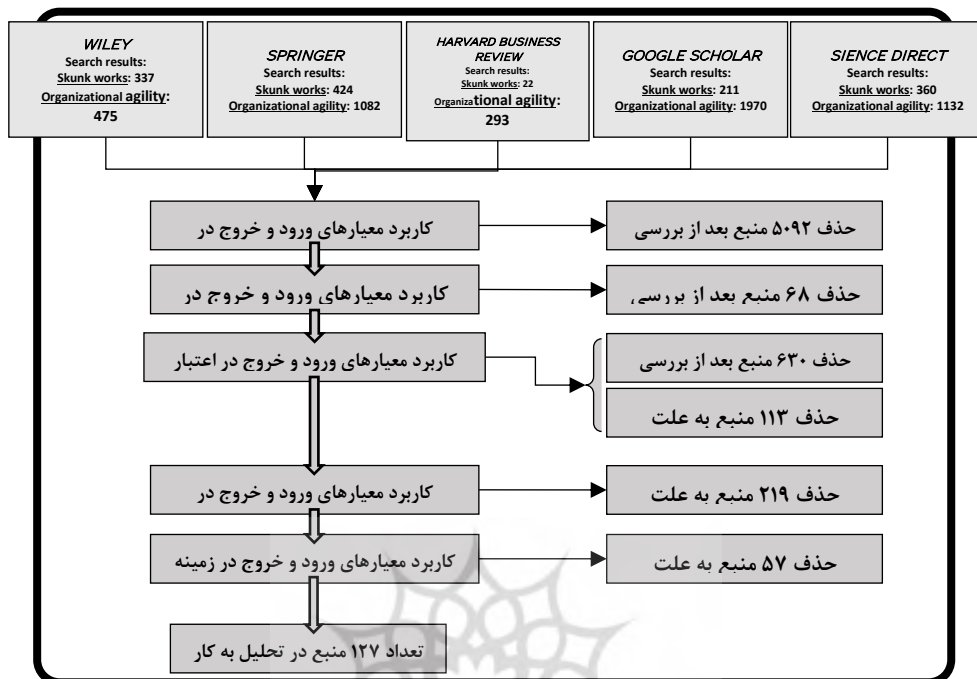 WILEY
Search results:
Skunk works: 337
Organizational agility:
475
SPRINGER
Search results:
Skunk works: 424
Organizational agility: 1082
HARVARD BUSINESS
REVIEW
Search results:
Skunk works: 22
Organizational agility:
293
GOOGLE SCHOLAR
Search results:
Skunk works: 211
Organizational agility: 1970
SIENCE DIRECT
Search results:
Skunk works: 360
Organizational agility: 1132
کاربرد معیارهای ورود و خروج در
حذف ۵۰۹۲ منبع بعد از بررسی
کاربرد معیارهای ورود و خروج در
حذف ۶۸ منبع بعد از بررسی
کاربرد معیارهای ورود و خروج در اعتبار
حذف ۶۳۰ منبع بعد از بررسی
حذف ۱۱۳ منبع به علت
کاربرد معیارهای ورود و خروج در
حذف ۲۱۹ منبع به علت
کاربرد معیارهای ورود و خروج در زمینه
حذف ۵۷ منبع به علت
تعداد ۱۲۷ منبع در تحلیل به کار